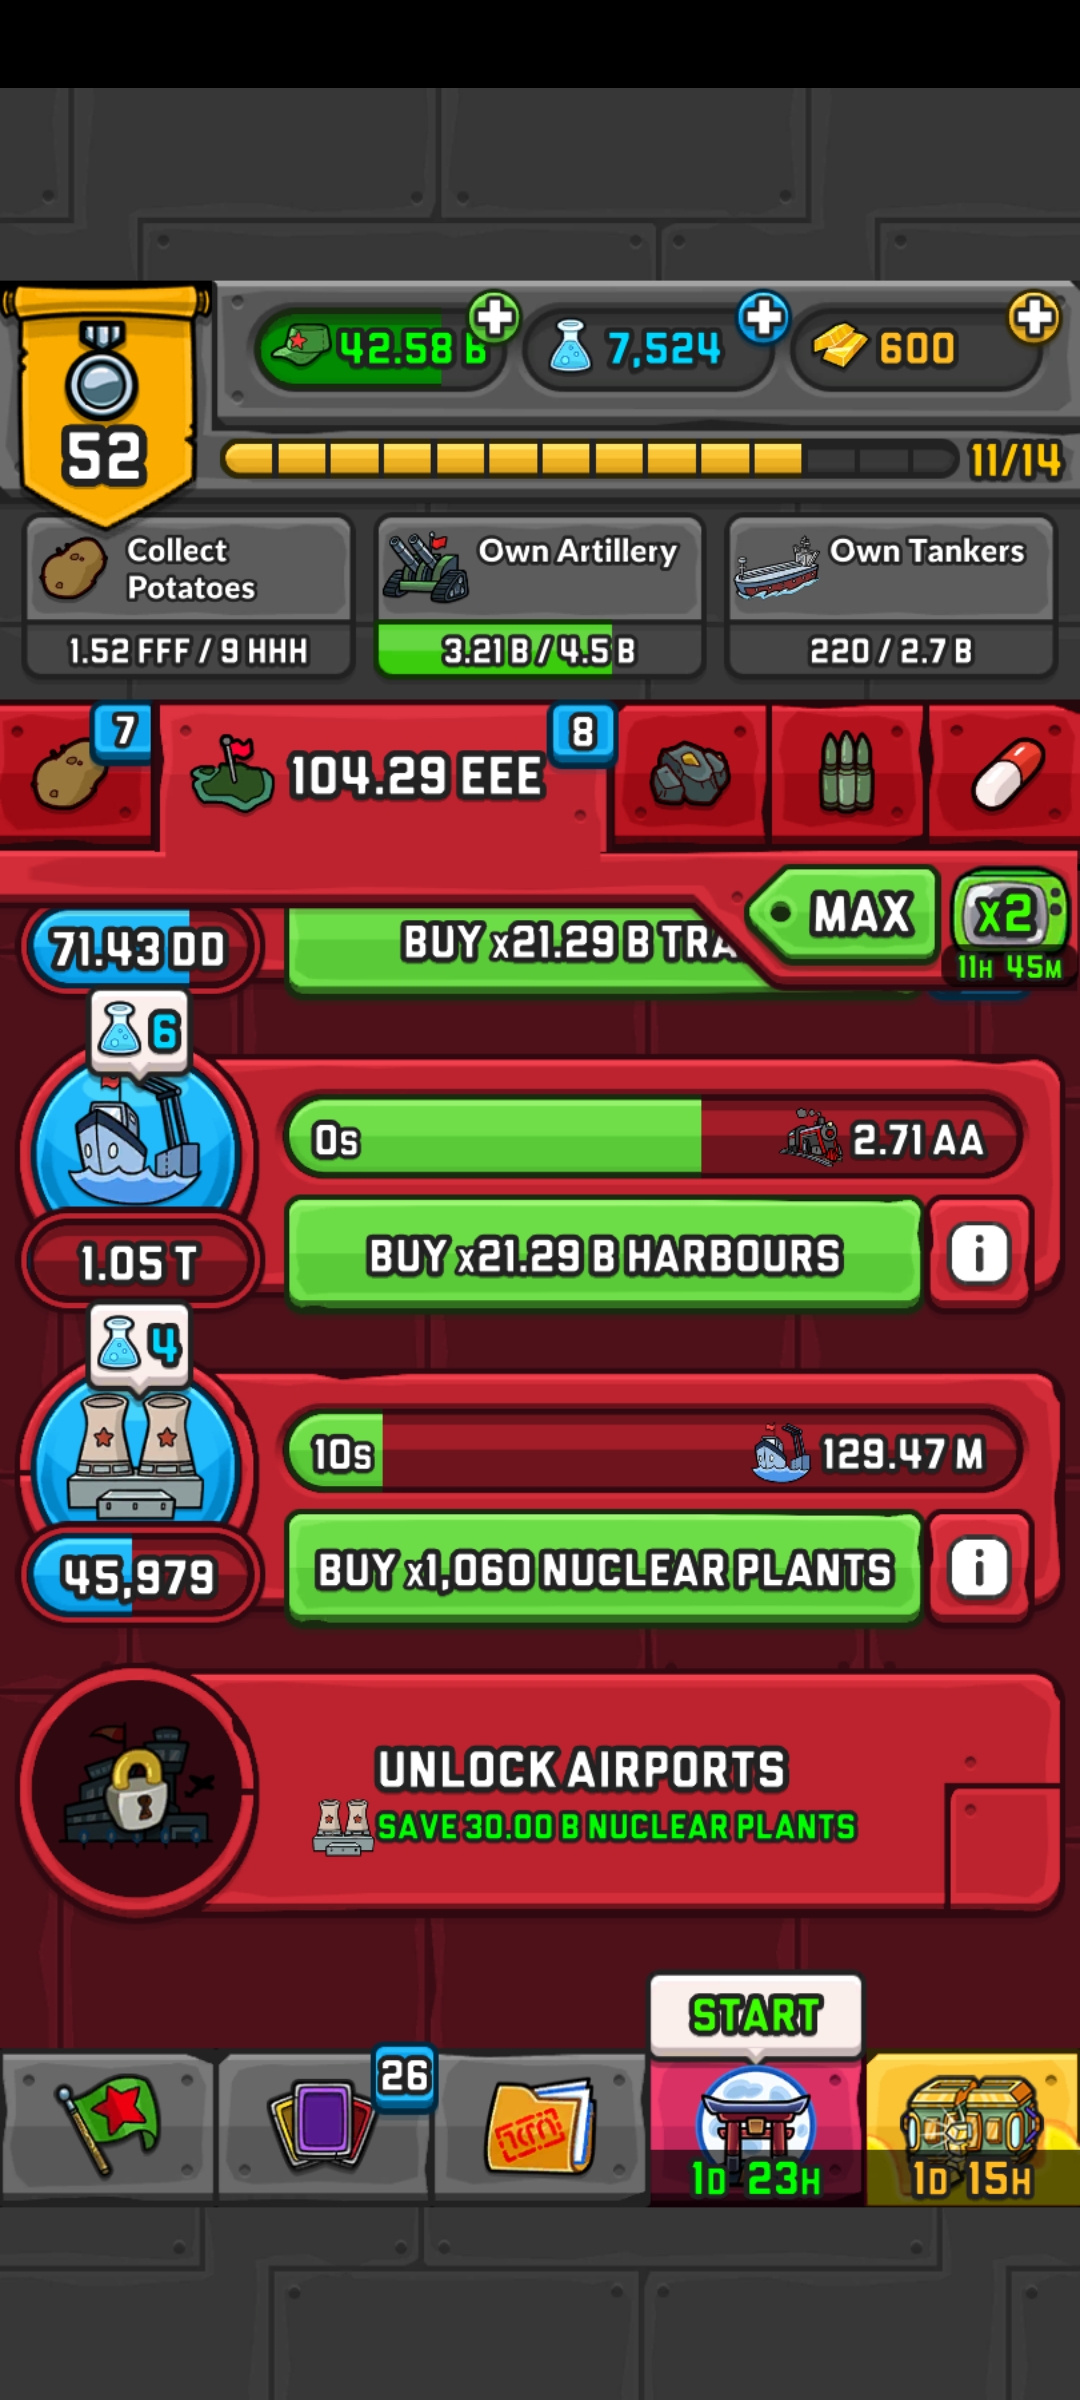 42.58 B
7,524
600
52
11/14
Collect
Potatoes
Own Artillery
Own Tankers
1.52 FFF / 9 HHH
3.21 B / 4.5 B
220 / 2.7 B
7
104.29 EEE
8
MAX
x2
11H 45M
71.43 DD
BUY x21.29 B TRA
6
0s
2.71 AA
1.05 T
BUY x21.29 B HARBOURS
i
4
10s
129.47 M
45,979
BUY x1,060 NUCLEAR PLANTS
i
UNLOCK AIRPORTS
SAVE 30.00 B NUCLEAR PLANTS
START
26
1D 23H
1D 15H